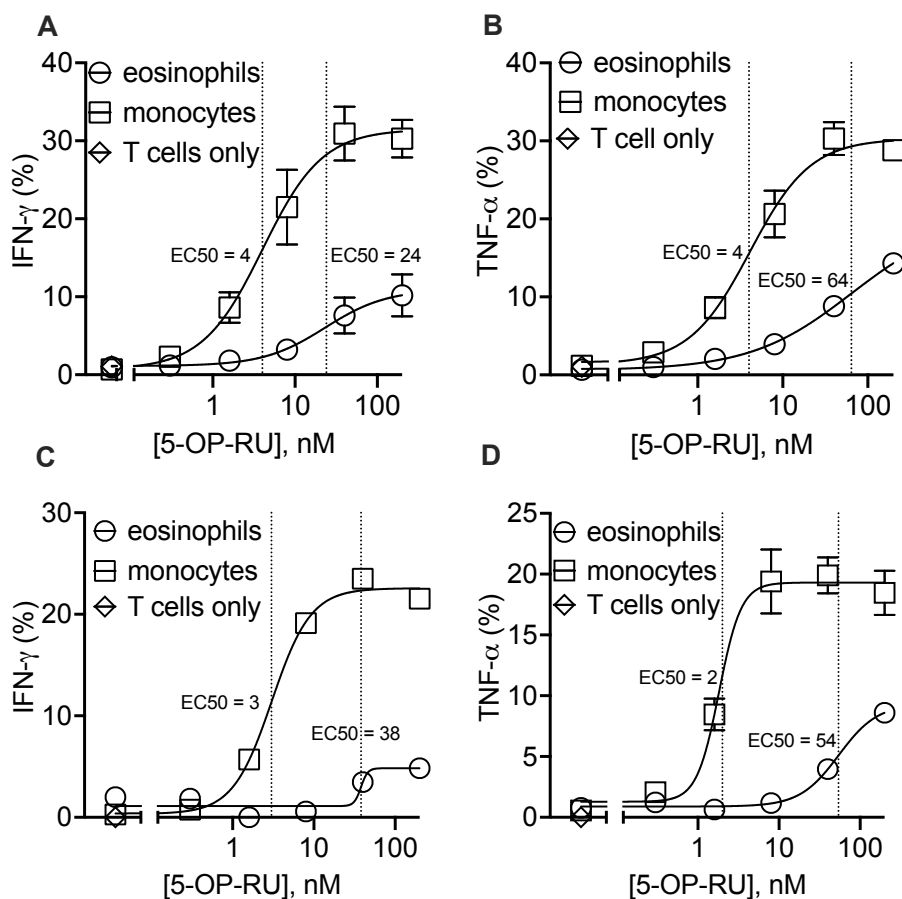 A
IFN-γ (%)
40
30
20
10
0
eosinophils
monocytes
T cells only
EC50 = 4
EC50 = 24
1
10
100
[5-OP-RU], nM
B
TNF-α (%)
40
30
20
10
0
eosinophils
monocytes
T cell only
EC50 = 4
EC50 = 64
1
10
100
[5-OP-RU], nM
C
IFN-γ (%)
30
20
10
0
eosinophils
monocytes
T cells only
EC50 = 3
EC50 = 38
1
10
100
[5-OP-RU], nM
D
TNF-α (%)
25
20
15
10
5
0
eosinophils
monocytes
T cells only
EC50 = 2
EC50 = 54
1
10
100
[5-OP-RU], nM